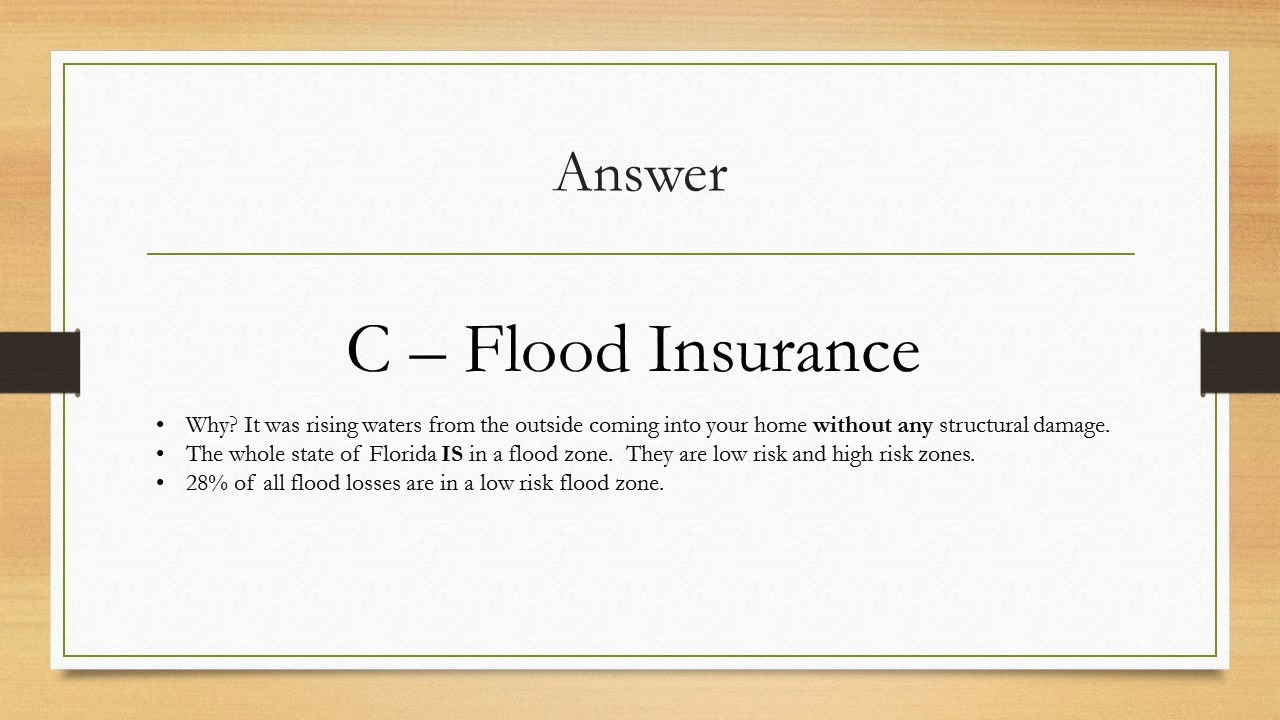 Answer
C – Flood Insurance
• Why? It was rising waters from the outside coming into your home without any structural damage.
• The whole state of Florida IS in a flood zone.  They are low risk and high risk zones.
• 28% of all flood losses are in a low risk flood zone.